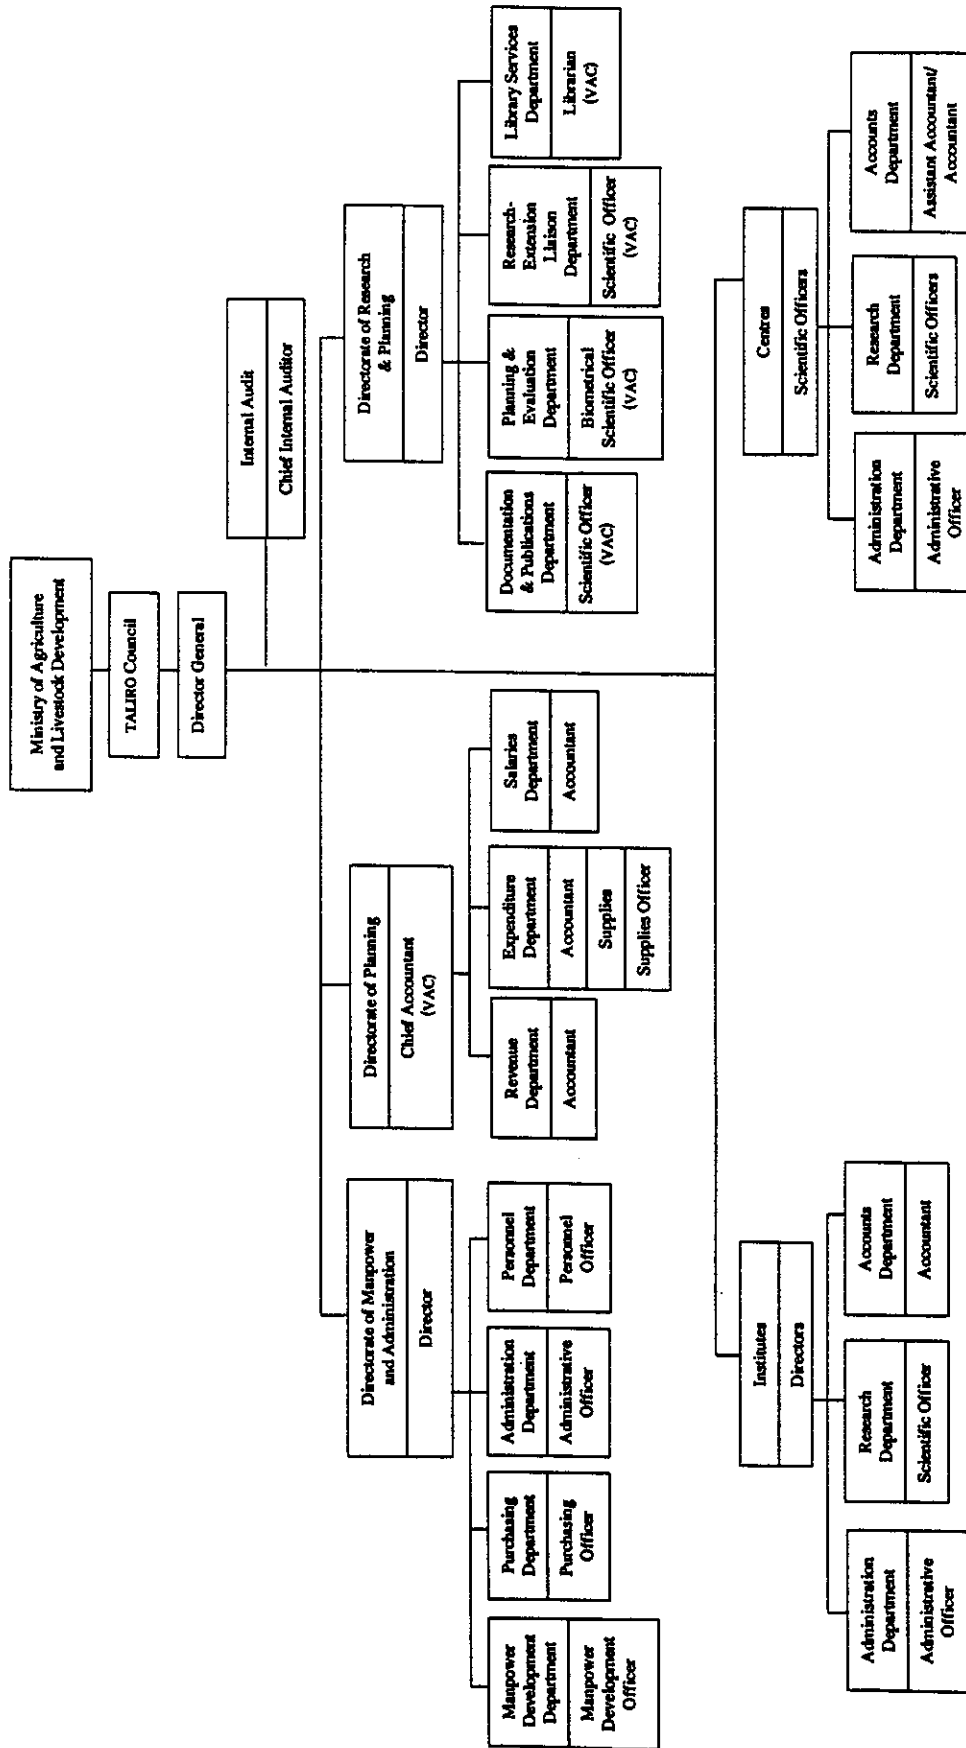 Ministry of Agriculture
and Livestock Development
TALIRO Council
Director General
Internal Audit
Chief Internal Auditor
Directorate of Manpower
and Administration
Director
Directorate of Planning
Chief Accountant
(VAC)
Directorate of Research
& Planning
Director
Manpower
Development
Department
Manpower
Development
Officer
Purchasing
Department
Purchasing
Officer
Administration
Department
Administrative
Officer
Personnel
Department
Personnel
Officer
Revenue
Department
Accountant
Expenditure
Department
Accountant
Supplies
Supplies Officer
Salaries
Department
Accountant
Documentation
& Publications
Department
Scientific Officer
(VAC)
Planning &
Evaluation
Department
Biometrical
Scientific Officer
(VAC)
Research-
Extension
Liaison
Department
Scientific Officer
(VAC)
Library Services
Department
Librarian
(VAC)
Institutes
Directors
Centres
Scientific Officers
Administration
Department
Administrative
Officer
Research
Department
Scientific Officer
Accounts
Department
Accountant
Administration
Department
Administrative
Officer
Research
Department
Scientific Officers
Accounts
Department
Assistant Accountant/
Accountant